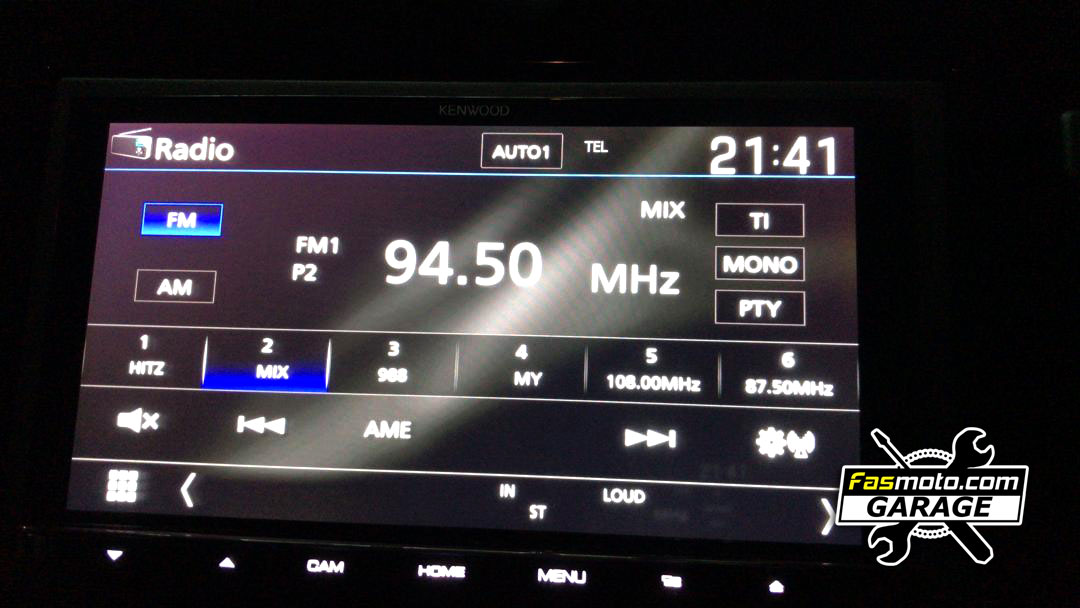 KENWOOD
Radio AUTO1 TEL 21:41
FM FM1 P2 94.50 MHz MIX TI
AM MONO
PTY
1 2 3 4 5 6
HITZ MIX 988 MY 108.00MHz 87.50MHz
AME
IN LOUD
ST
CAM HOME MENU
Fasmoto.com
GARAGE